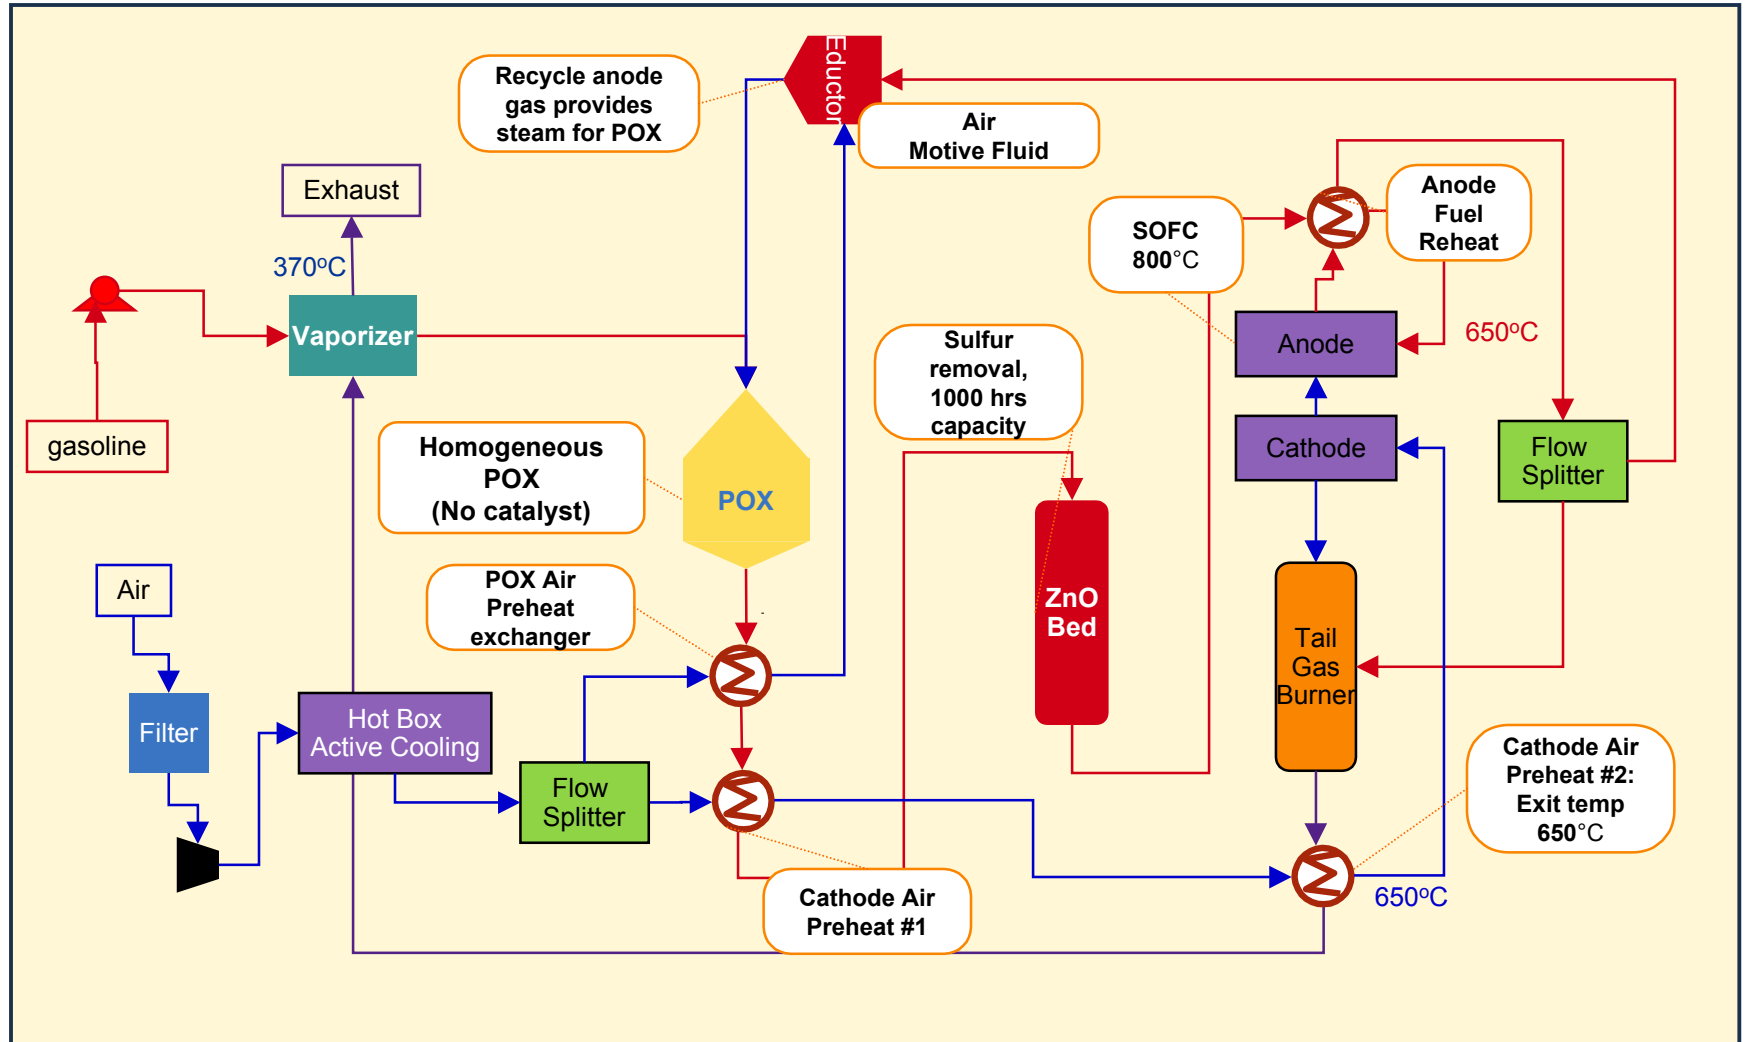 Eductor
Recycle anode
gas provides
steam for POX
Air
Motive Fluid
Exhaust
370ºC
Vaporizer
gasoline
SOFC
800°C
Anode
Fuel
Reheat
Anode
650ºC
Cathode
Flow
Splitter
Sulfur
removal,
1000 hrs
capacity
Homogeneous
POX
(No catalyst)
POX
POX Air
Preheat
exchanger
Air
Filter
Hot Box
Active Cooling
Flow
Splitter
ZnO
Bed
Tail
Gas
Burner
Cathode Air
Preheat #2:
Exit temp
650°C
650ºC
Cathode Air
Preheat #1